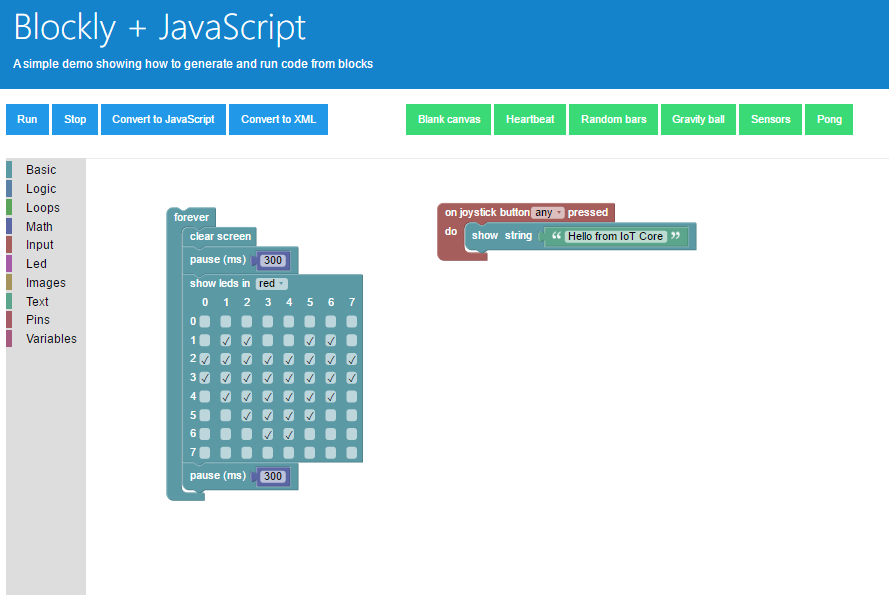 Blockly + JavaScript
A simple demo showing how to generate and run code from blocks
Run Stop Convert to JavaScript Convert to XML Blank canvas Heartbeat Random bars Gravity ball Sensors Pong
Basic
Logic
Loops
Math
Input
Led
Images
Text
Pins
Variables
forever
clear screen
pause (ms) 300
show leds in red
0 1 2 3 4 5 6 7
0
1 ✓ ✓ ✓ ✓
2 ✓ ✓ ✓ ✓ ✓ ✓ ✓ ✓
3 ✓ ✓ ✓ ✓ ✓ ✓ ✓ ✓
4 ✓ ✓ ✓ ✓ ✓ ✓
5 ✓ ✓ ✓ ✓
6 ✓ ✓
7
pause (ms) 300
on joystick button any pressed
do show string “ Hello from IoT Core ”